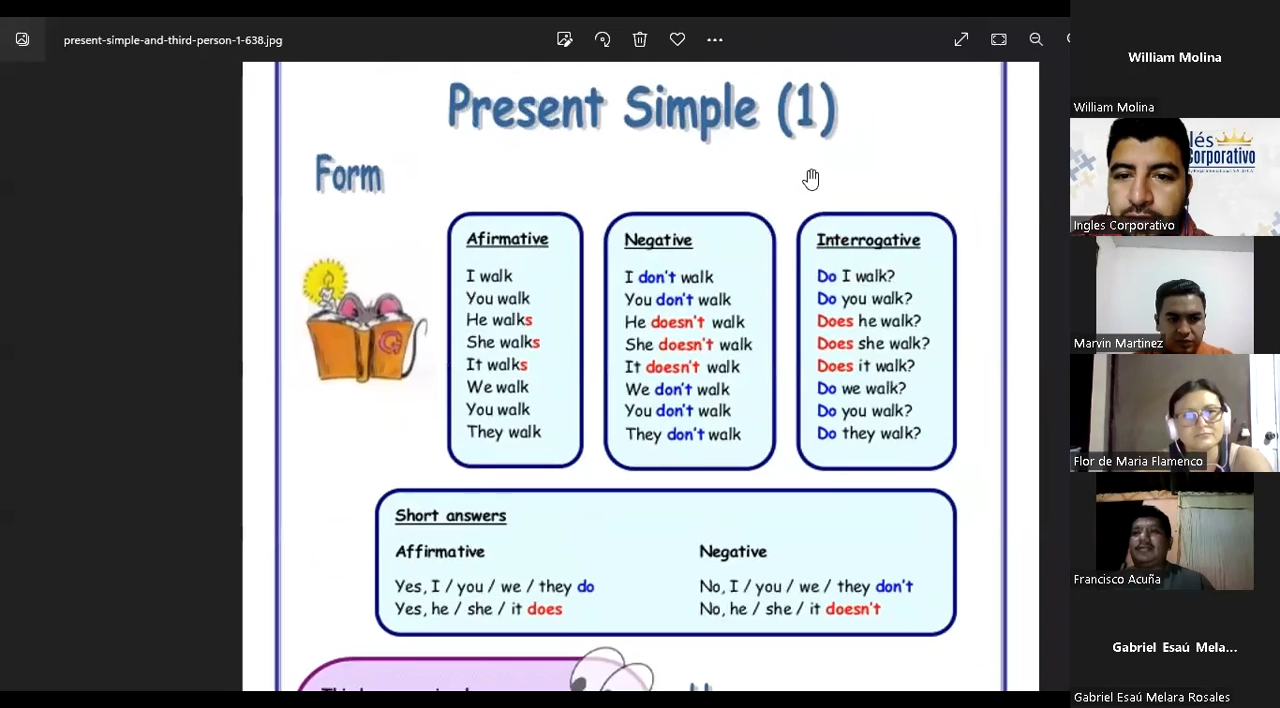 present-simple-and-third-person-1-638.jpg
Present Simple (1)
Form
Afirmative
I walk
You walk
He walks
She walks
It walks
We walk
You walk
They walk
Negative
I don't walk
You don't walk
He doesn't walk
She doesn't walk
It doesn't walk
We don't walk
You don't walk
They don't walk
Interrogative
Do I walk?
Do you walk?
Does he walk?
Does she walk?
Does it walk?
Do we walk?
Do you walk?
Do they walk?
Short answers
Affirmative
Yes, I / you / we / they do
Yes, he / she / it does
Negative
No, I / you / we / they don't
No, he / she / it doesn't
G
William Molina
William Molina
lés
Corporativo
Ingles Corporativo
Marvin Martinez
Flor de Maria Flamenco
Francisco Acuña
Gabriel Esaú Mela...
Gabriel Esaú Melara Rosales